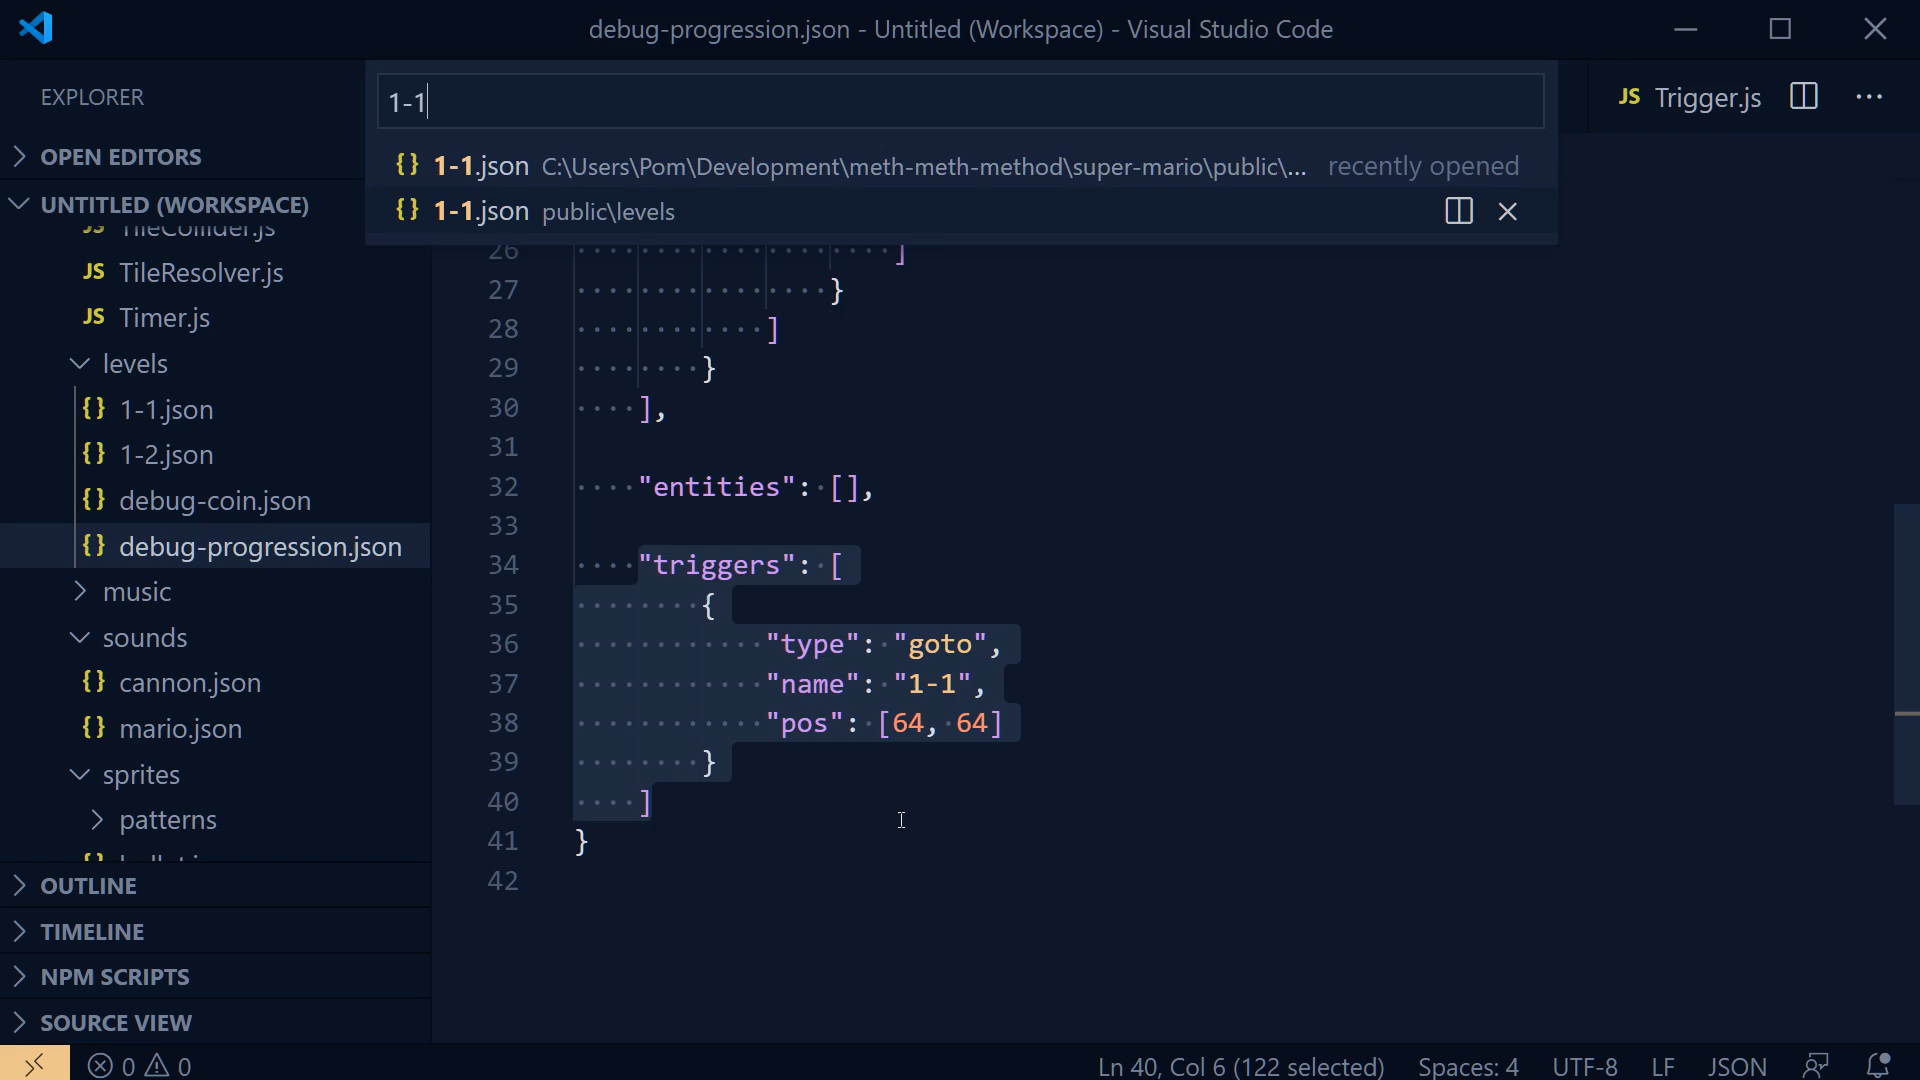 debug-progression.json - Untitled (Workspace) - Visual Studio Code
EXPLORER
1-1
JS Trigger.js
OPEN EDITORS
{} 1-1.json C:\Users\Pom\Development\meth-meth-method\super-mario\public\... recently opened
UNTITLED (WORKSPACE)
{} 1-1.json public\levels
JS TileCollider.js
JS TileResolver.js
JS Timer.js
levels
{} 1-1.json
{} 1-2.json
{} debug-coin.json
{} debug-progression.json
music
sounds
{} cannon.json
{} mario.json
sprites
patterns
OUTLINE
TIMELINE
NPM SCRIPTS
SOURCE VIEW
26 ]
27 }
28 ]
29 }
30 ],
31
32 "entities": [],
33
34 "triggers": [
35 {
36 "type": "goto",
37 "name": "1-1",
38 "pos": [64, 64]
39 }
40 ]
41 }
42
0 0
Ln 40, Col 6 (122 selected) Spaces: 4 UTF-8 LF JSON